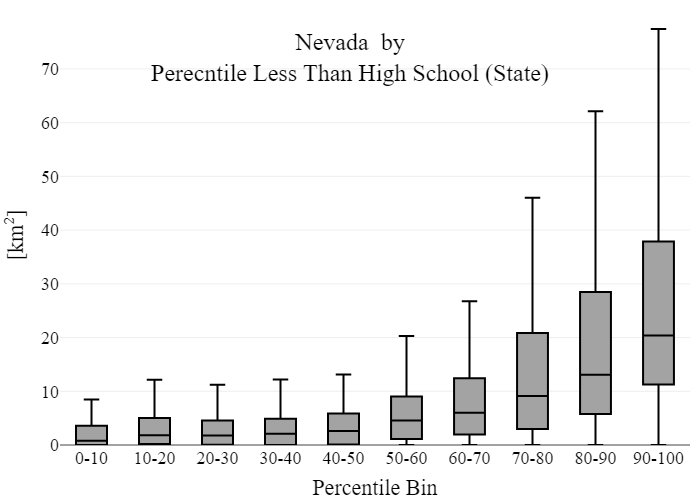 Nevada by
Perecntile Less Than High School (State)
70
60
50
40
30
20
10
0
[km²]
0-10 10-20 20-30 30-40 40-50 50-60 60-70 70-80 80-90 90-100
Percentile Bin